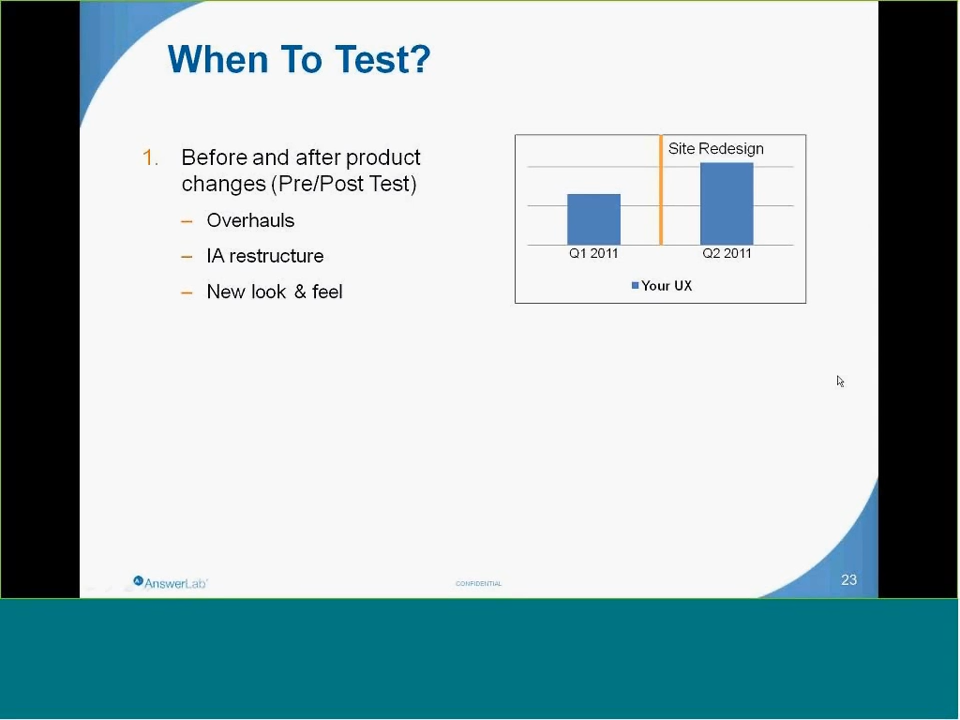 When To Test?
1. Before and after product
changes (Pre/Post Test)
– Overhauls
– IA restructure
– New look & feel
Site Redesign
Q1 2011 Q2 2011
Your UX
AnswerLab
CONFIDENTIAL
23